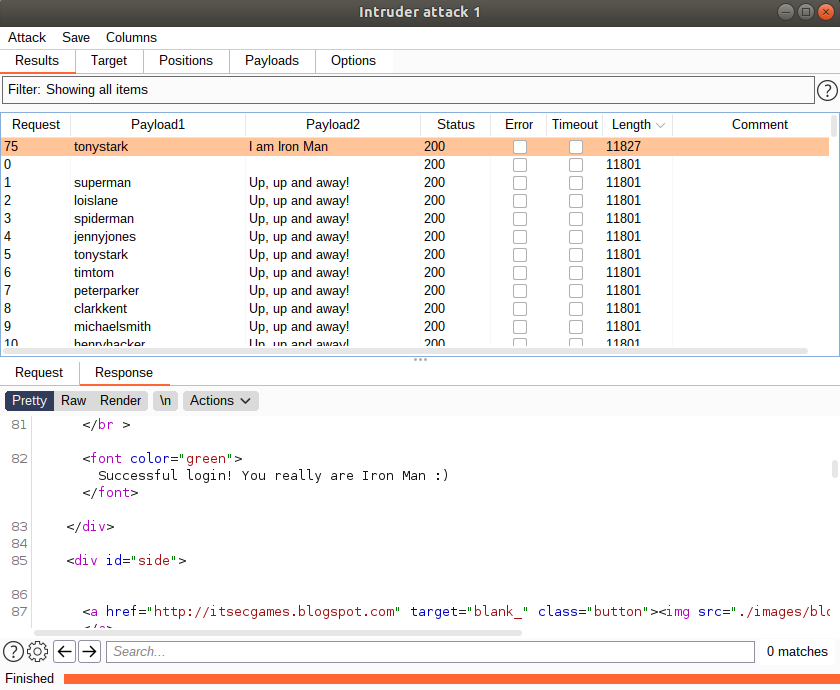 Intruder attack 1
Attack Save Columns
Results Target Positions Payloads Options
Filter: Showing all items ?
Request Payload1 Payload2 Status Error Timeout Length Comment
75 tonystark I am Iron Man 200 11827
0 200 11801
1 superman Up, up and away! 200 11801
2 loislane Up, up and away! 200 11801
3 spiderman Up, up and away! 200 11801
4 jennyjones Up, up and away! 200 11801
5 tonystark Up, up and away! 200 11801
6 timtom Up, up and away! 200 11801
7 peterparker Up, up and away! 200 11801
8 clarkkent Up, up and away! 200 11801
9 michaelsmith Up, up and away! 200 11801
10 henryhacker Up, up and away! 200 11801
Request Response
Pretty Raw Render \n Actions
81 </br >
82 <font color="green">
Successful login! You really are Iron Man :)
</font>
83 </div>
84
85 <div id="side">
86
87 <a href="http://itsecgames.blogspot.com" target="blank_" class="button"><img src="./images/blo
</a>
? Search... 0 matches
Finished